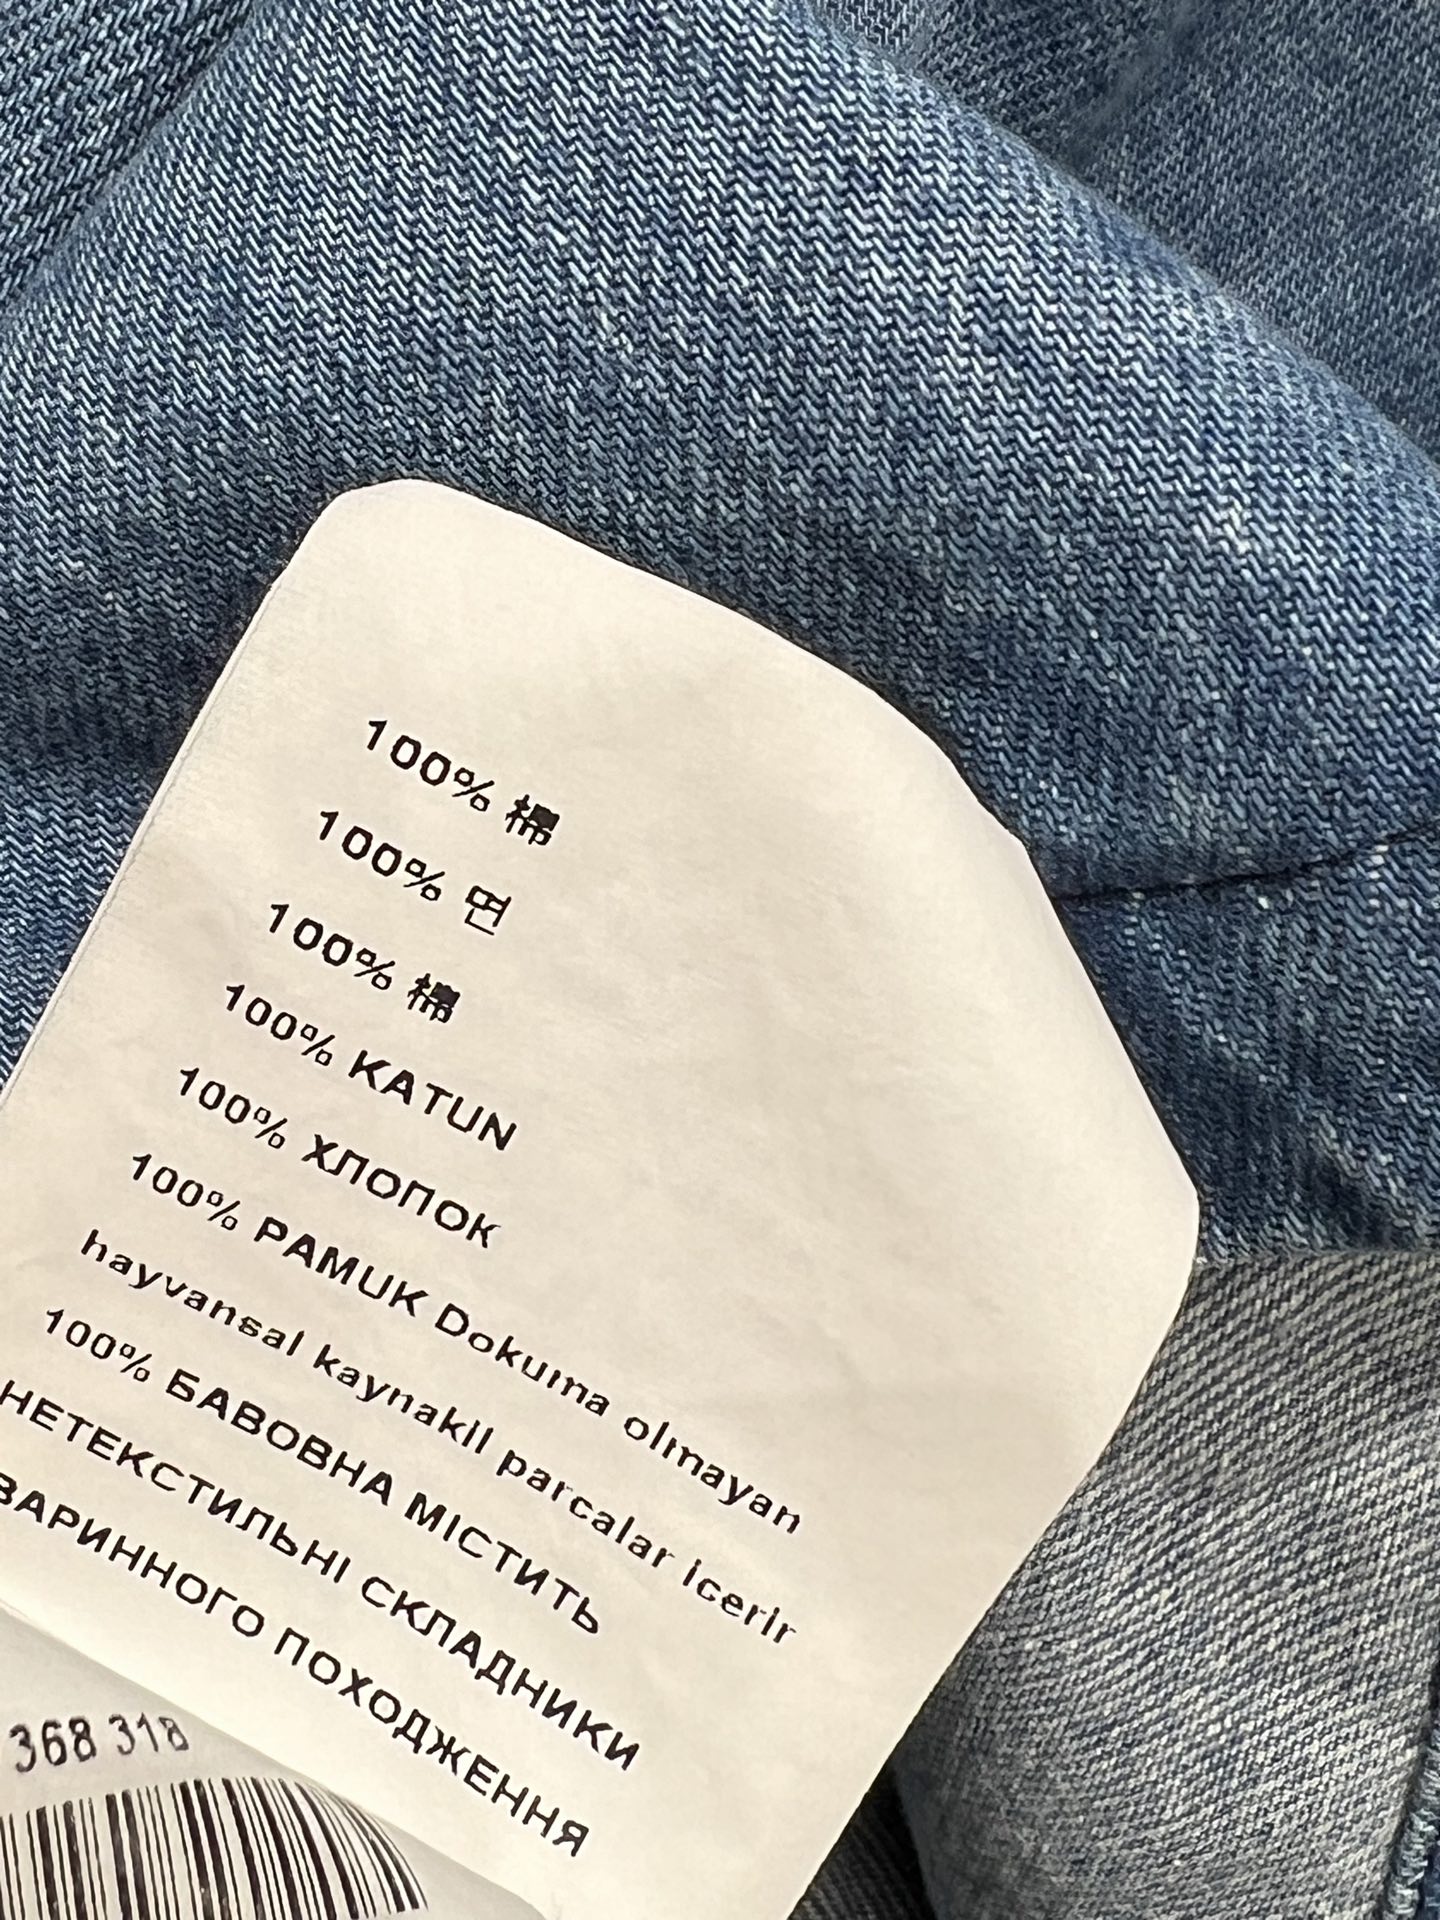 100% 棉
100% 면
100% 棉
100% KATUN
100% ХЛОПОК
100% PAMUK Dokuma olmayan
hayvansal kaynakil parcalar icerir
100% БАВОВНА МІСТИТЬ
НЕТЕКСТИЛЬНІ СКЛАДНИКИ
ВАРИННОГО ПОХОДЖЕННЯ
368 318